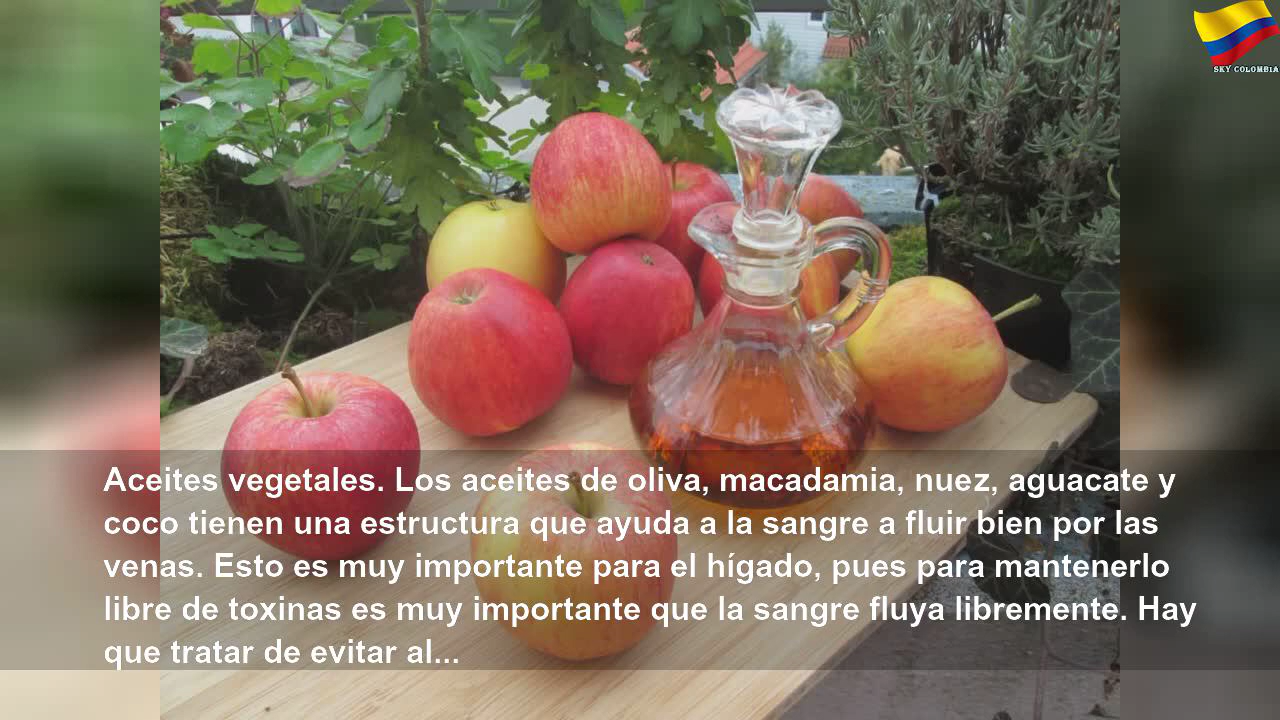 SKY COLOMBIA
Aceites vegetales. Los aceites de oliva, macadamia, nuez, aguacate y
coco tienen una estructura que ayuda a la sangre a fluir bien por las
venas. Esto es muy importante para el hígado, pues para mantenerlo
libre de toxinas es muy importante que la sangre fluya libremente. Hay
que tratar de evitar al...